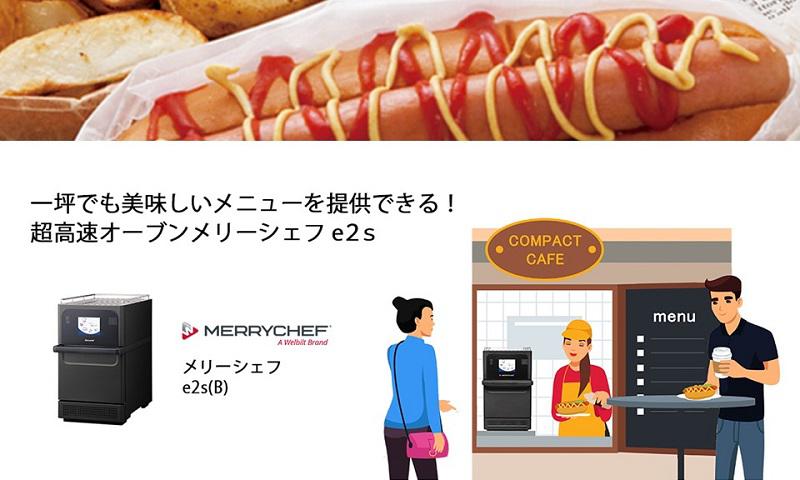 一坪でも美味しいメニューを提供できる！
超高速オーブンメリーシェフ e2s
MERRYCHEF
A Welbilt Brand
メリーシェフ
e2s(B)
COMPACT
CAFE
menu